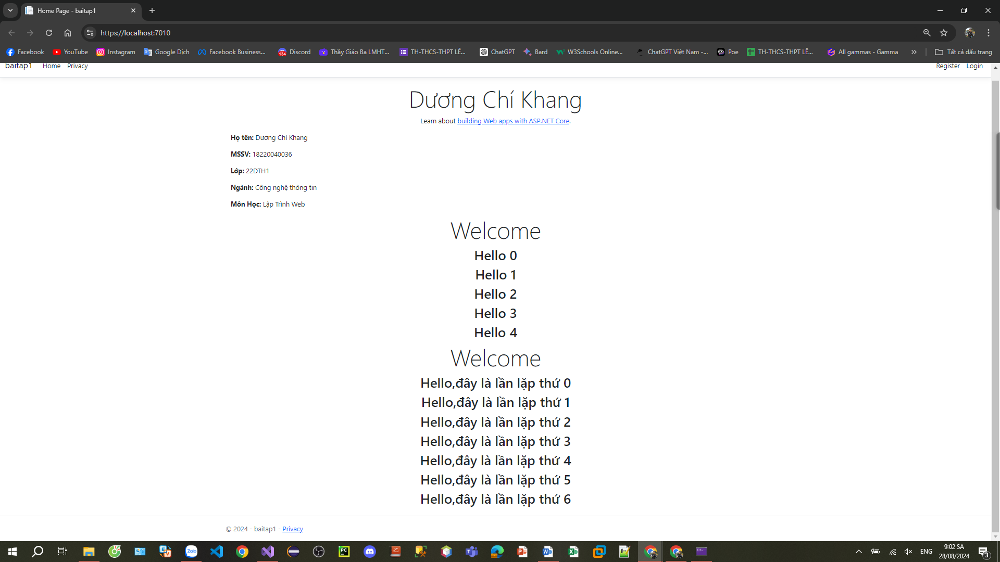 Home Page - baitap1
https://localhost:7010
Facebook YouTube Instagram Google Dịch Facebook Business... Discord Thầy Giáo Ba LMHT... TH-THCS-THPT LÊ... ChatGPT Bard W3Schools Online... ChatGPT Việt Nam -... Poe TH-THCS-THPT LÊ... All gammas - Gamma Tất cả dấu trang
baitap1 Home Privacy Register Login
Dương Chí Khang
Learn about building Web apps with ASP.NET Core.
Họ tên: Dương Chí Khang
MSSV: 18220040036
Lớp: 22DTH1
Ngành: Công nghệ thông tin
Môn Học: Lập Trình Web
Welcome
Hello 0
Hello 1
Hello 2
Hello 3
Hello 4
Welcome
Hello,đây là lần lặp thứ 0
Hello,đây là lần lặp thứ 1
Hello,đây là lần lặp thứ 2
Hello,đây là lần lặp thứ 3
Hello,đây là lần lặp thứ 4
Hello,đây là lần lặp thứ 5
Hello,đây là lần lặp thứ 6
© 2024 - baitap1 - Privacy
ENG 9:02 SA
28/08/2024